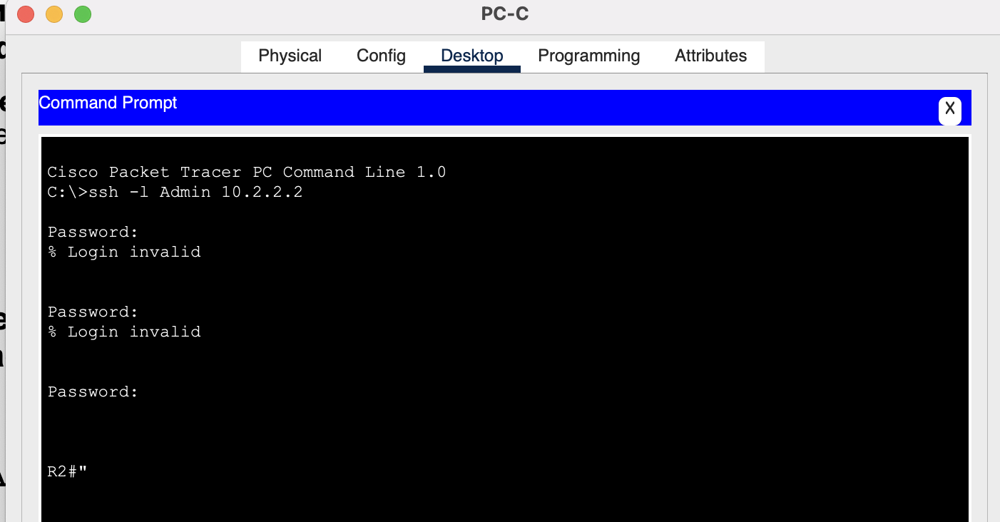 PC-C
Physical Config Desktop Programming Attributes
Command Prompt
X
Cisco Packet Tracer PC Command Line 1.0
C:\>ssh -l Admin 10.2.2.2
Password:
% Login invalid
Password:
% Login invalid
Password:
R2#"